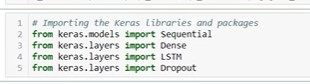 1 # Importing the Keras libraries and packages
2 from keras.models import Sequential
3 from keras.layers import Dense
4 from keras.layers import LSTM
5 from keras.layers import Dropout